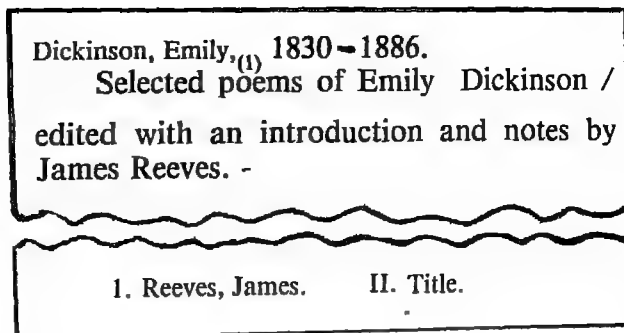 Dickinson, Emily,(1) 1830-1886.
Selected poems of Emily Dickinson /
edited with an introduction and notes by
James Reeves. -
1. Reeves, James. II. Title.